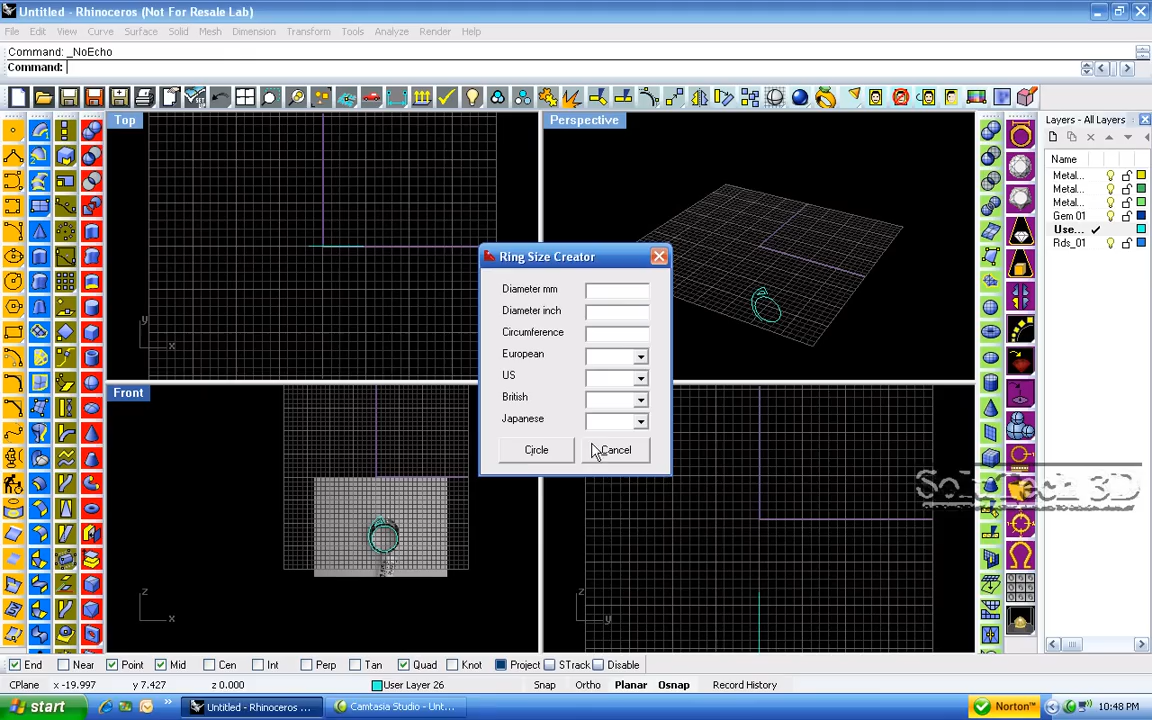 Untitled - Rhinoceros (Not For Resale Lab)
File Edit View Curve Surface Solid Mesh Dimension Transform Tools Analyze Render Help
Command: _NoEcho
Command:
Top
Perspective
Layers - All Layers
Name
Metal...
Metal...
Metal...
Gem 01
Use...
Rds_01
Ring Size Creator
Diameter mm
Diameter inch
Circumference
European
US
British
Japanese
Circle Cancel
Front
y
x
z
x
z
y
SolidTech 3D
End Near Point Mid Cen Int Perp Tan Quad Knot Project STrack Disable
CPlane x -19.997 y 7.427 z 0.000 User Layer 26 Snap Ortho Planar Osnap Record History
start Untitled - Rhinoceros ... Camtasia Studio - Unt... Norton™ 10:48 PM